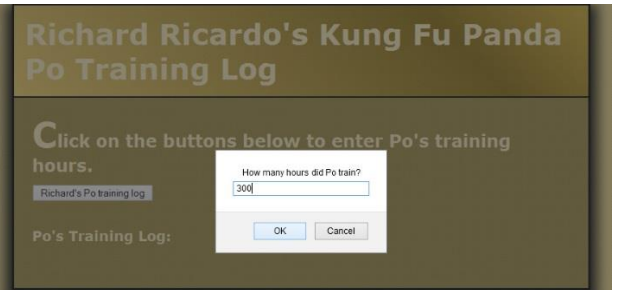 Richard Ricardo's Kung Fu Panda
Po Training Log
Click on the buttons below to enter Po's training
hours.
How many hours did Po train?
300
Richard's Po training log
OK Cancel
Po's Training Log: